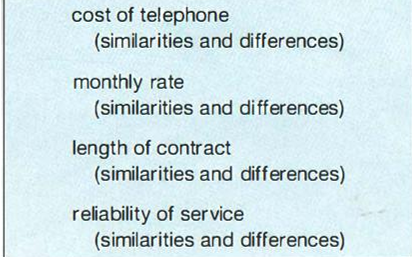 cost of telephone
(similarities and differences)
monthly rate
(similarities and differences)
length of contract
(similarities and differences)
reliability of service
(similarities and differences)